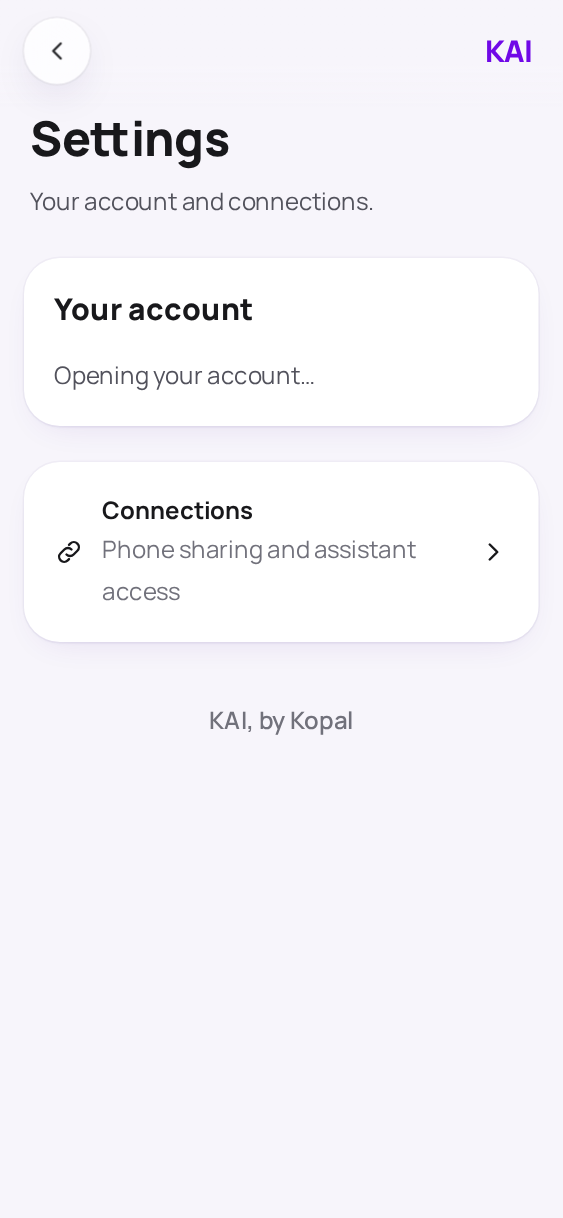 KAI
Settings
Your account and connections.
Your account
Opening your account...
Connections
Phone sharing and assistant
access
KAI, by Kopal